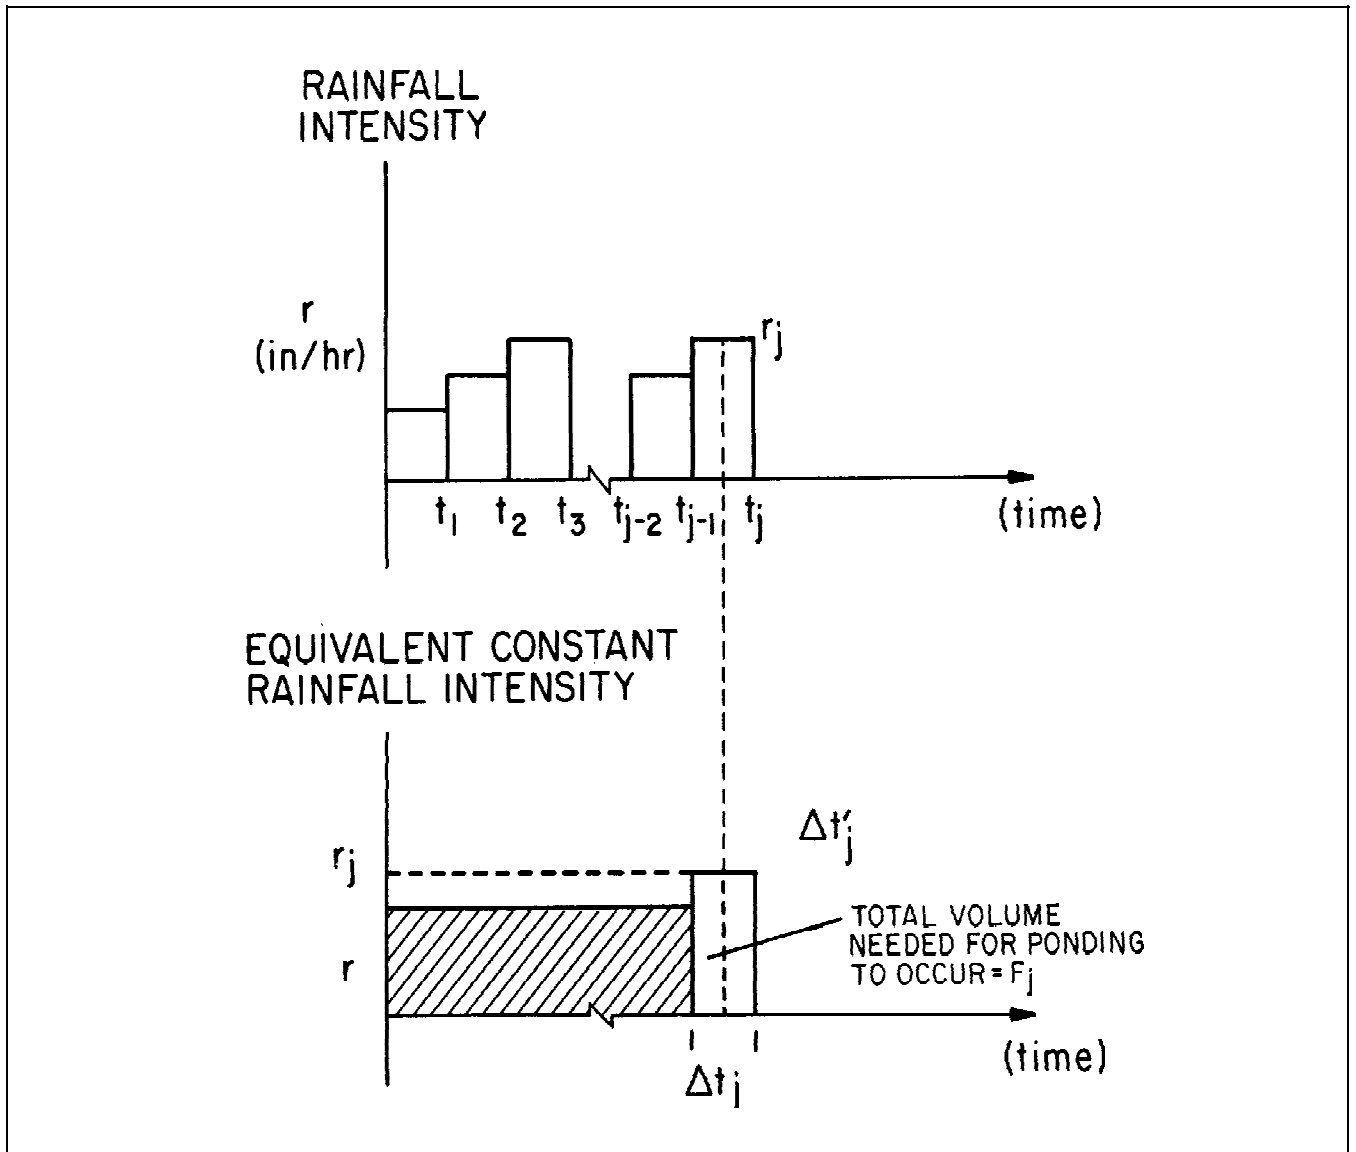 RAINFALL
INTENSITY
r
(in/hr)
rj
t1 t2 t3 tj-2 tj-1 tj
(time)
EQUIVALENT CONSTANT
RAINFALL INTENSITY
Δt'j
rj
TOTAL VOLUME
NEEDED FOR PONDING
TO OCCUR = Fj
r
(time)
Δtj